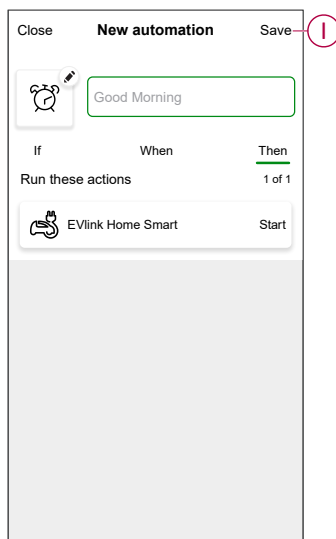 Close New automation Save I
Good Morning
If When Then
Run these actions 1 of 1
EVlink Home Smart Start